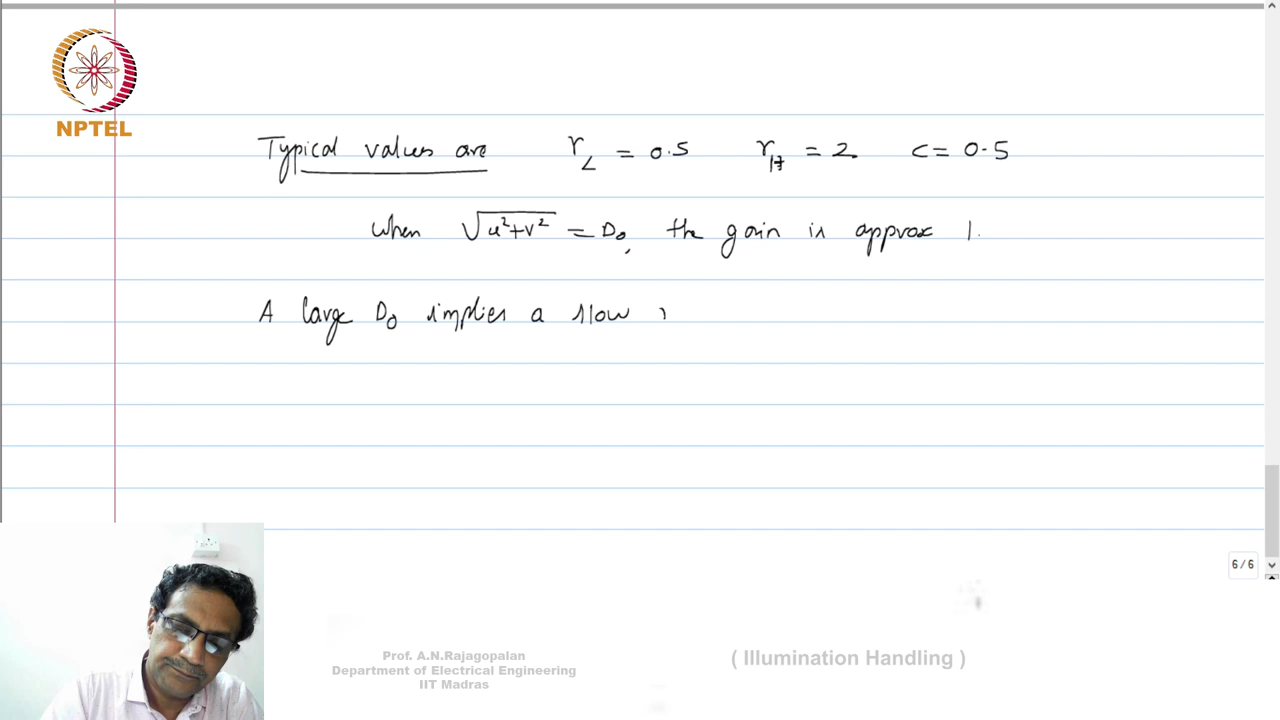 NPTEL
Typical values are γL = 0.5 γH = 2. c = 0.5
When √u²+v² = D0, the gain is approx 1.
A large D0 implies a slow
6/6
Prof. A.N.Rajagopalan
Department of Electrical Engineering
IIT Madras
( Illumination Handling )